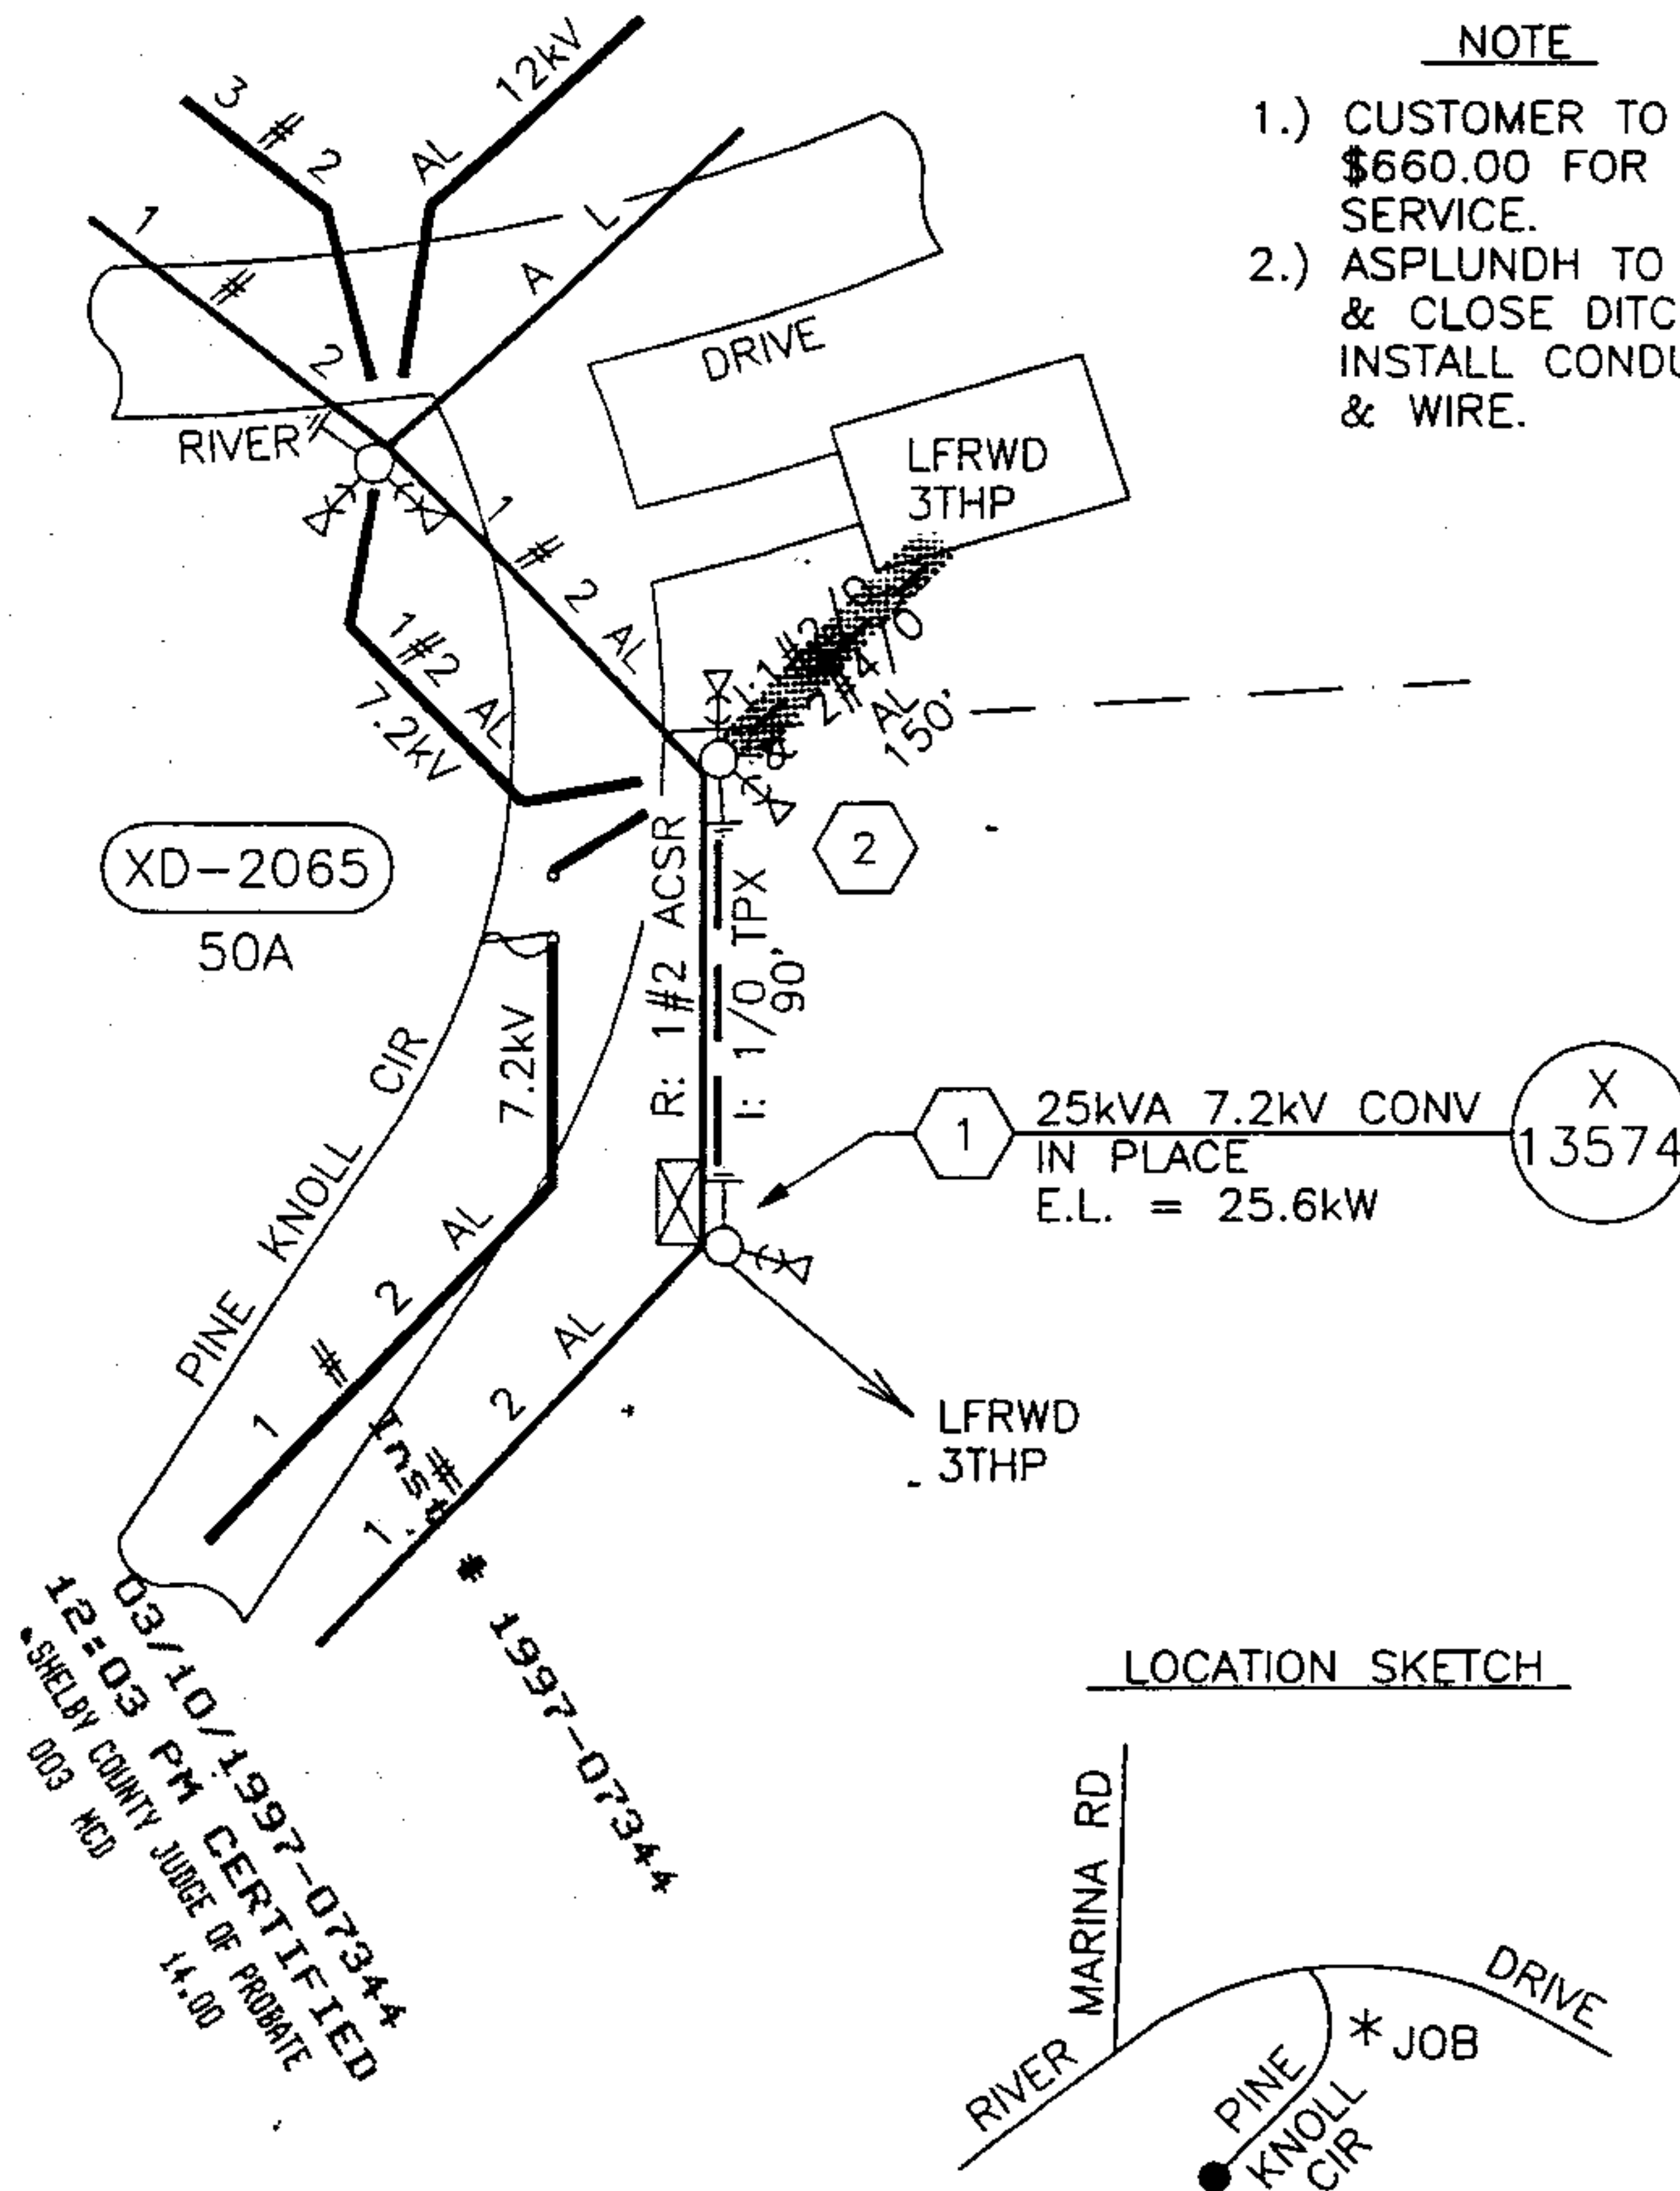 NOTE
1.) CUSTOMER TO
$660.00 FOR
SERVICE.
2.) ASPLUNDH TO
& CLOSE DITC
INSTALL CONDU
& WIRE.
3 # 2 AL 12kV
1 # 2 A L
RIVER DRIVE
LFRWD
3THP
1 # 2 AL
1#2 AL
7.2kV
2#4 0
AL
150'
XD-2065
50A
2
R: 1#2 ACSR
I: 1/0 TPX
90'
7.2kV
PINE KNOLL CIR
1 # 2 AL
1 # 2 AL
1
25kVA 7.2kV CONV
IN PLACE
E.L. = 25.6kW
X
13574
LFRWD
3THP
Inst # 1997-07344
03/10/1997-07344
12:03 PM CERTIFIED
SHELBY COUNTY JUDGE OF PROBATE
003 MCD 14.00
LOCATION SKETCH
MARINA RD
RIVER DRIVE
JOB
PINE
KNOLL
CIR